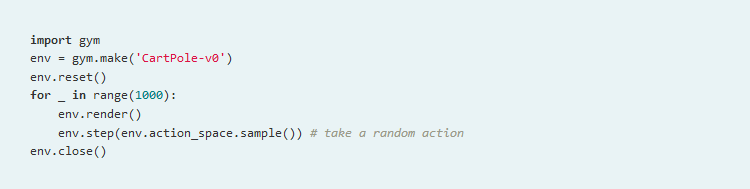 import gym
env = gym.make('CartPole-v0')
env.reset()
for _ in range(1000):
    env.render()
    env.step(env.action_space.sample()) # take a random action
env.close()